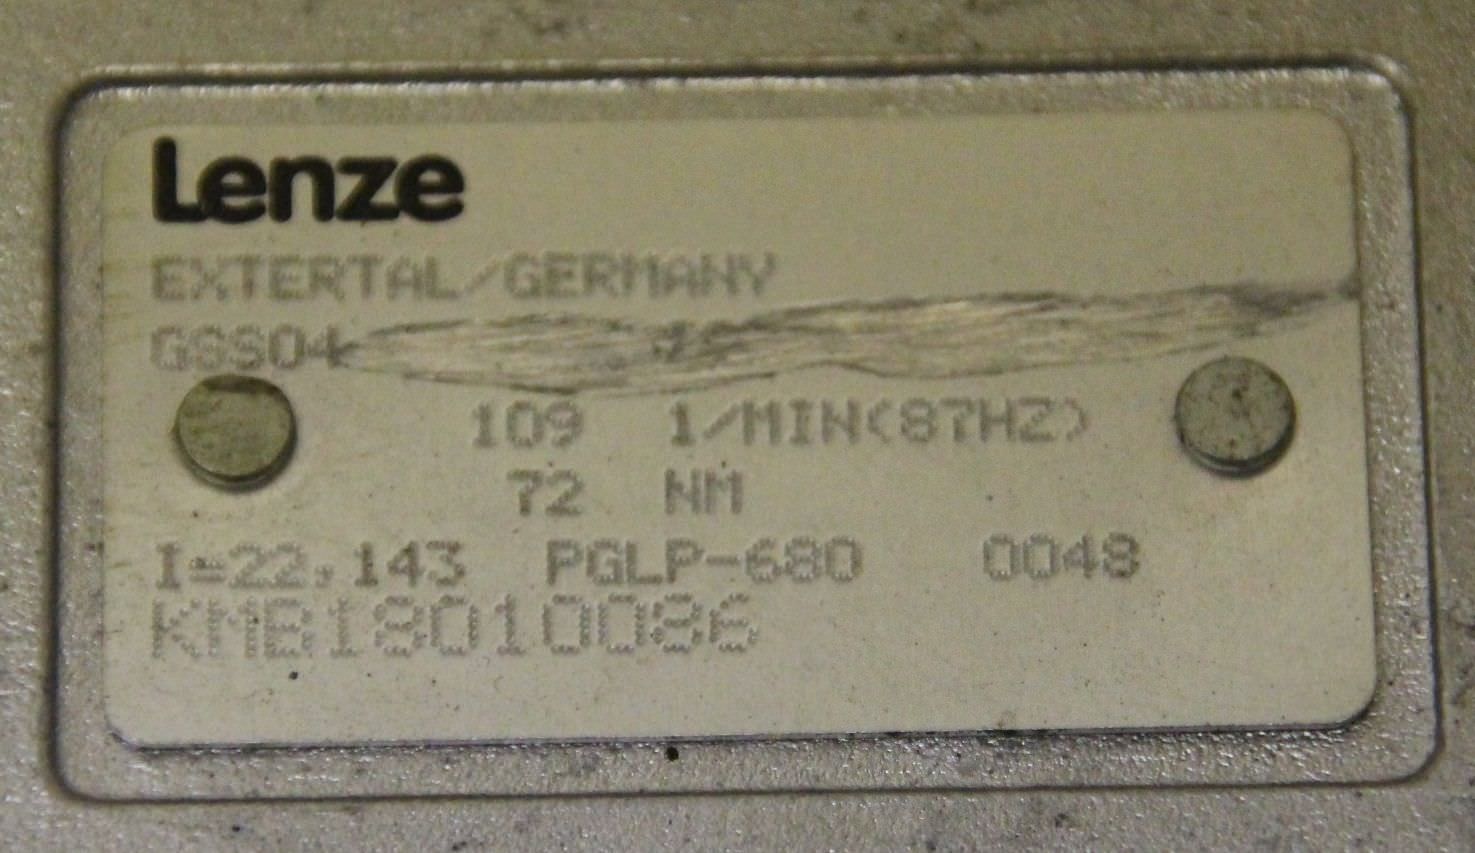 Lenze
EXTERTAL/GERMANY
GSS04
109 1/MIN(87HZ)
72 NM
I=22,143 PGLP-680 0048
KMB18010086